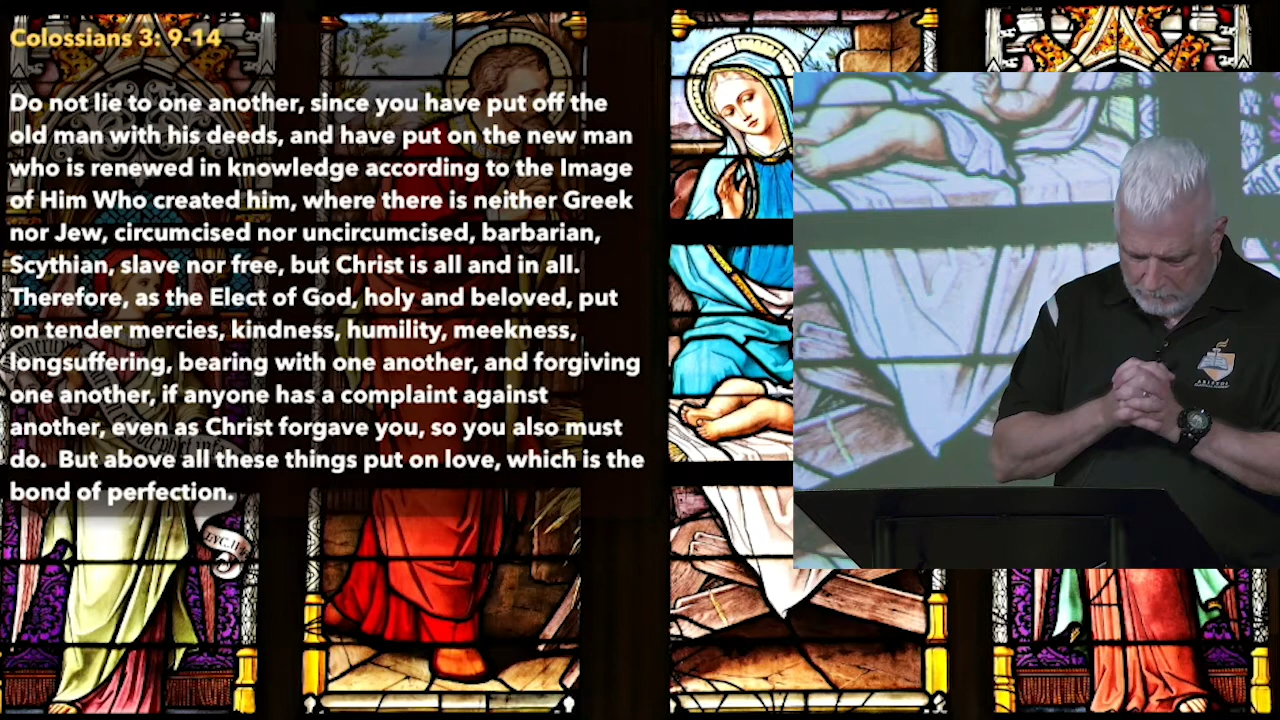 Colossians 3: 9-14
Do not lie to one another, since you have put off the
old man with his deeds, and have put on the new man
who is renewed in knowledge according to the Image
of Him Who created him, where there is neither Greek
nor Jew, circumcised nor uncircumcised, barbarian,
Scythian, slave nor free, but Christ is all and in all.
Therefore, as the Elect of God, holy and beloved, put
on tender mercies, kindness, humility, meekness,
longsuffering, bearing with one another, and forgiving
one another, if anyone has a complaint against
another, even as Christ forgave you, so you also must
do.  But above all these things put on love, which is the
bond of perfection.